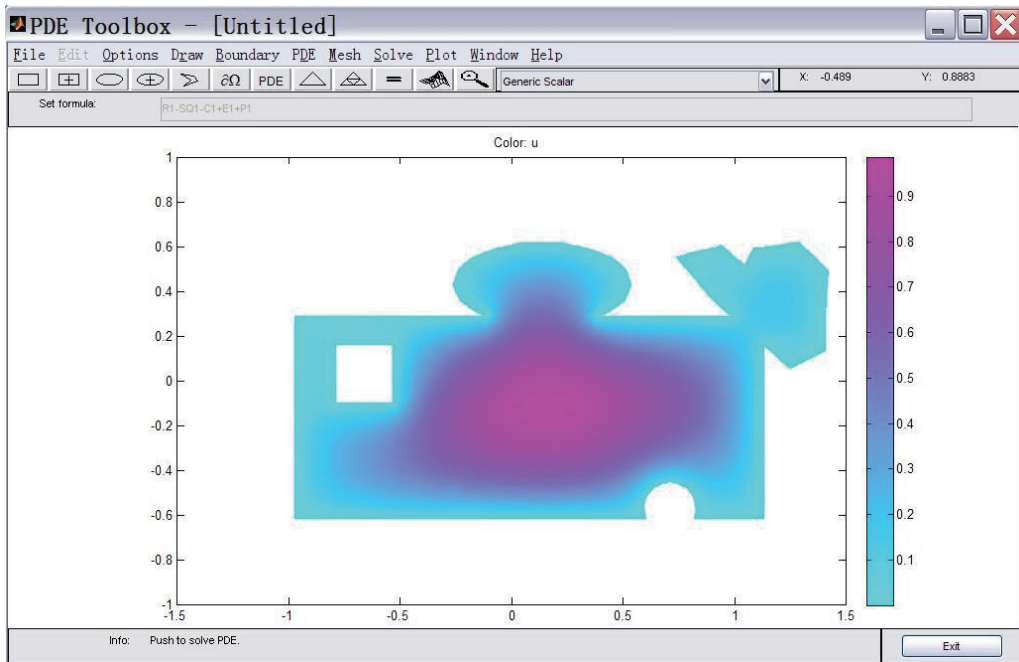 PDE Toolbox - [Untitled]
File Edit Options Draw Boundary PDE Mesh Solve Plot Window Help
∂Ω PDE = Generic Scalar X: -0.489 Y: 0.8883
Set formula: R1-SQ1-C1+E1+P1
Color: u
1
0.8
0.6
0.4
0.2
0
-0.2
-0.4
-0.6
-0.8
-1
-1.5 -1 -0.5 0 0.5 1 1.5
0.9
0.8
0.7
0.6
0.5
0.4
0.3
0.2
0.1
Info: Push to solve PDE. Exit